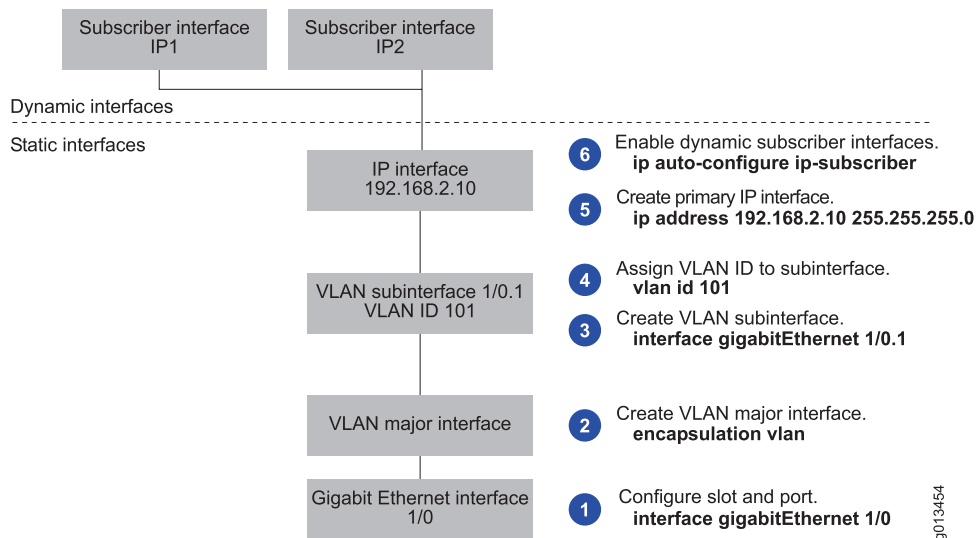 Subscriber interface
IP1
Subscriber interface
IP2
Dynamic interfaces
Static interfaces
IP interface
192.168.2.10
6
Enable dynamic subscriber interfaces.
ip auto-configure ip-subscriber
5
Create primary IP interface.
ip address 192.168.2.10 255.255.255.0
VLAN subinterface 1/0.1
VLAN ID 101
4
Assign VLAN ID to subinterface.
vlan id 101
3
Create VLAN subinterface.
interface gigabitEthernet 1/0.1
VLAN major interface
2
Create VLAN major interface.
encapsulation vlan
Gigabit Ethernet interface
1/0
1
Configure slot and port.
interface gigabitEthernet 1/0
g013454